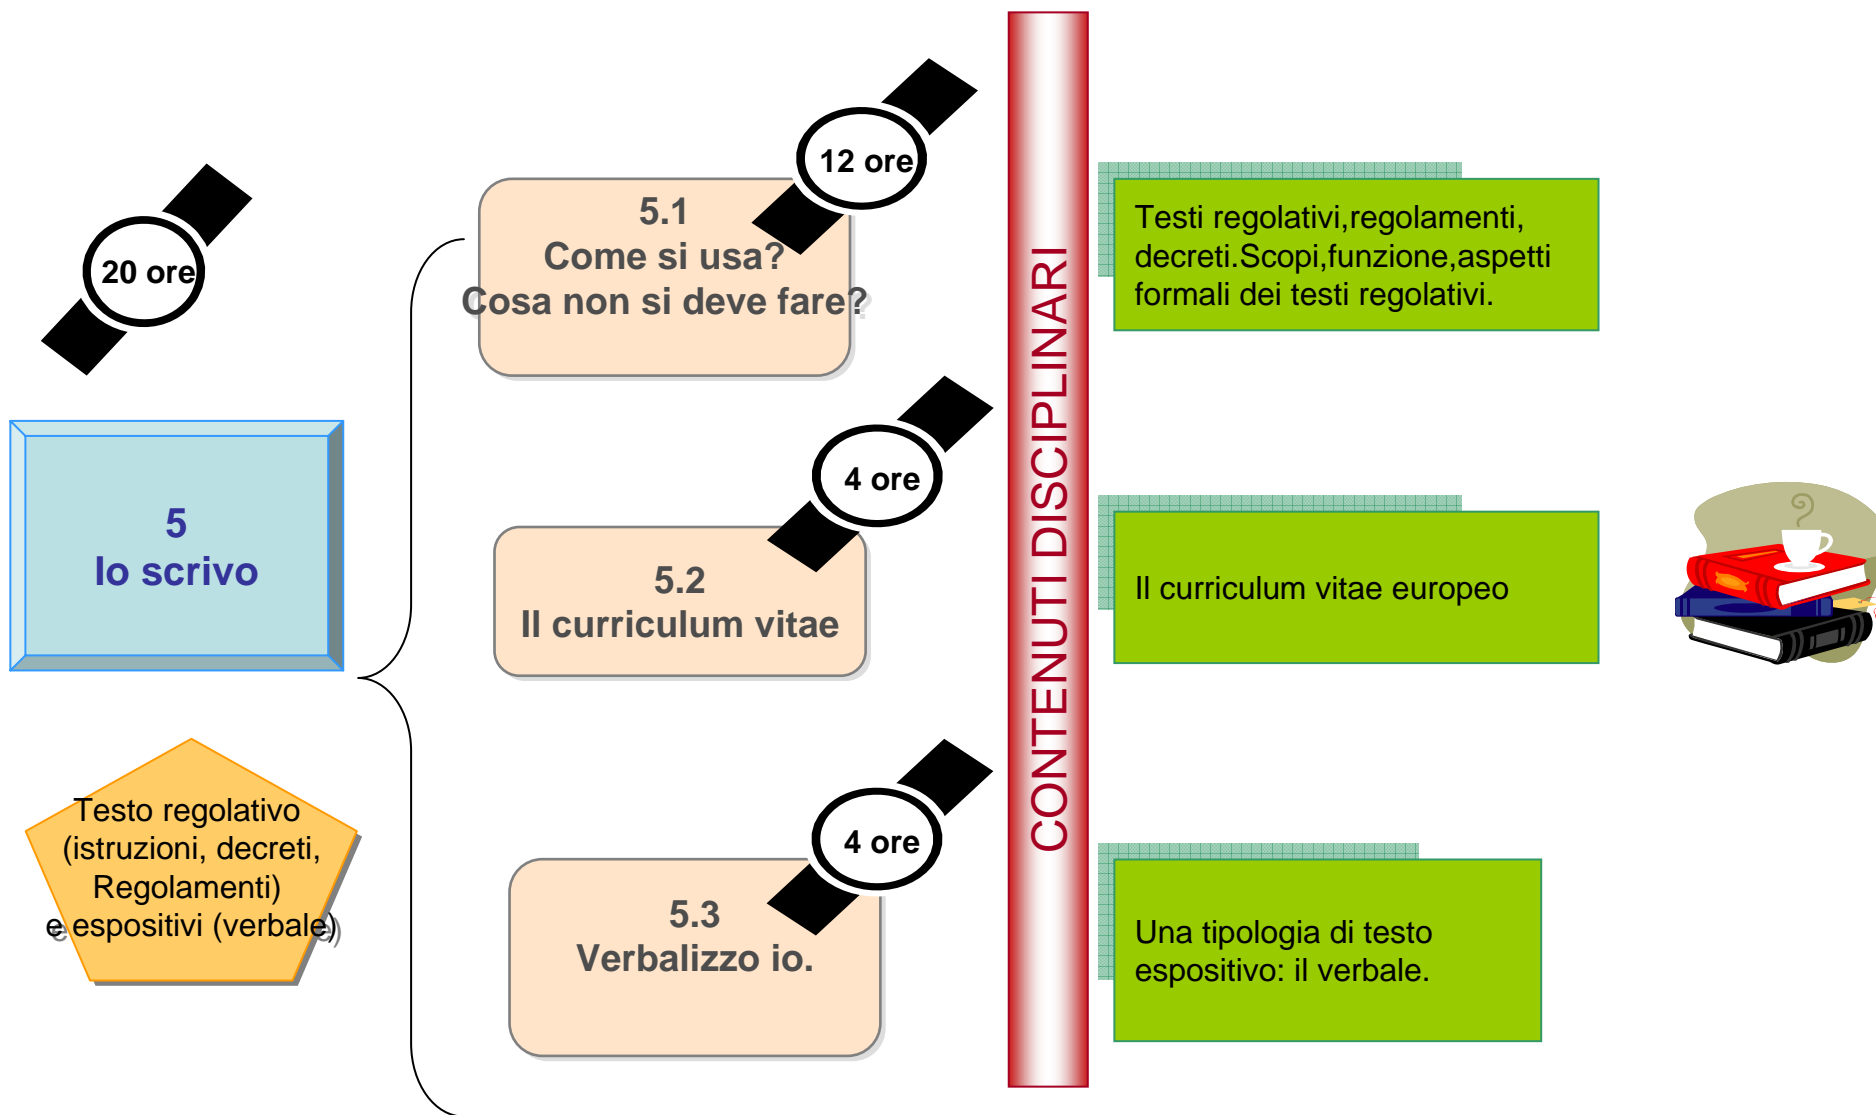 20 ore
5
Io scrivo
Testo regolativo
(istruzioni, decreti,
Regolamenti)
e espositivi (verbale)
12 ore
5.1
Come si usa?
Cosa non si deve fare?
4 ore
5.2
Il curriculum vitae
4 ore
5.3
Verbalizzo io.
CONTENUTI DISCIPLINARI
Testi regolativi,regolamenti,
decreti.Scopi,funzione,aspetti
formali dei testi regolativi.
Il curriculum vitae europeo
Una tipologia di testo
espositivo: il verbale.